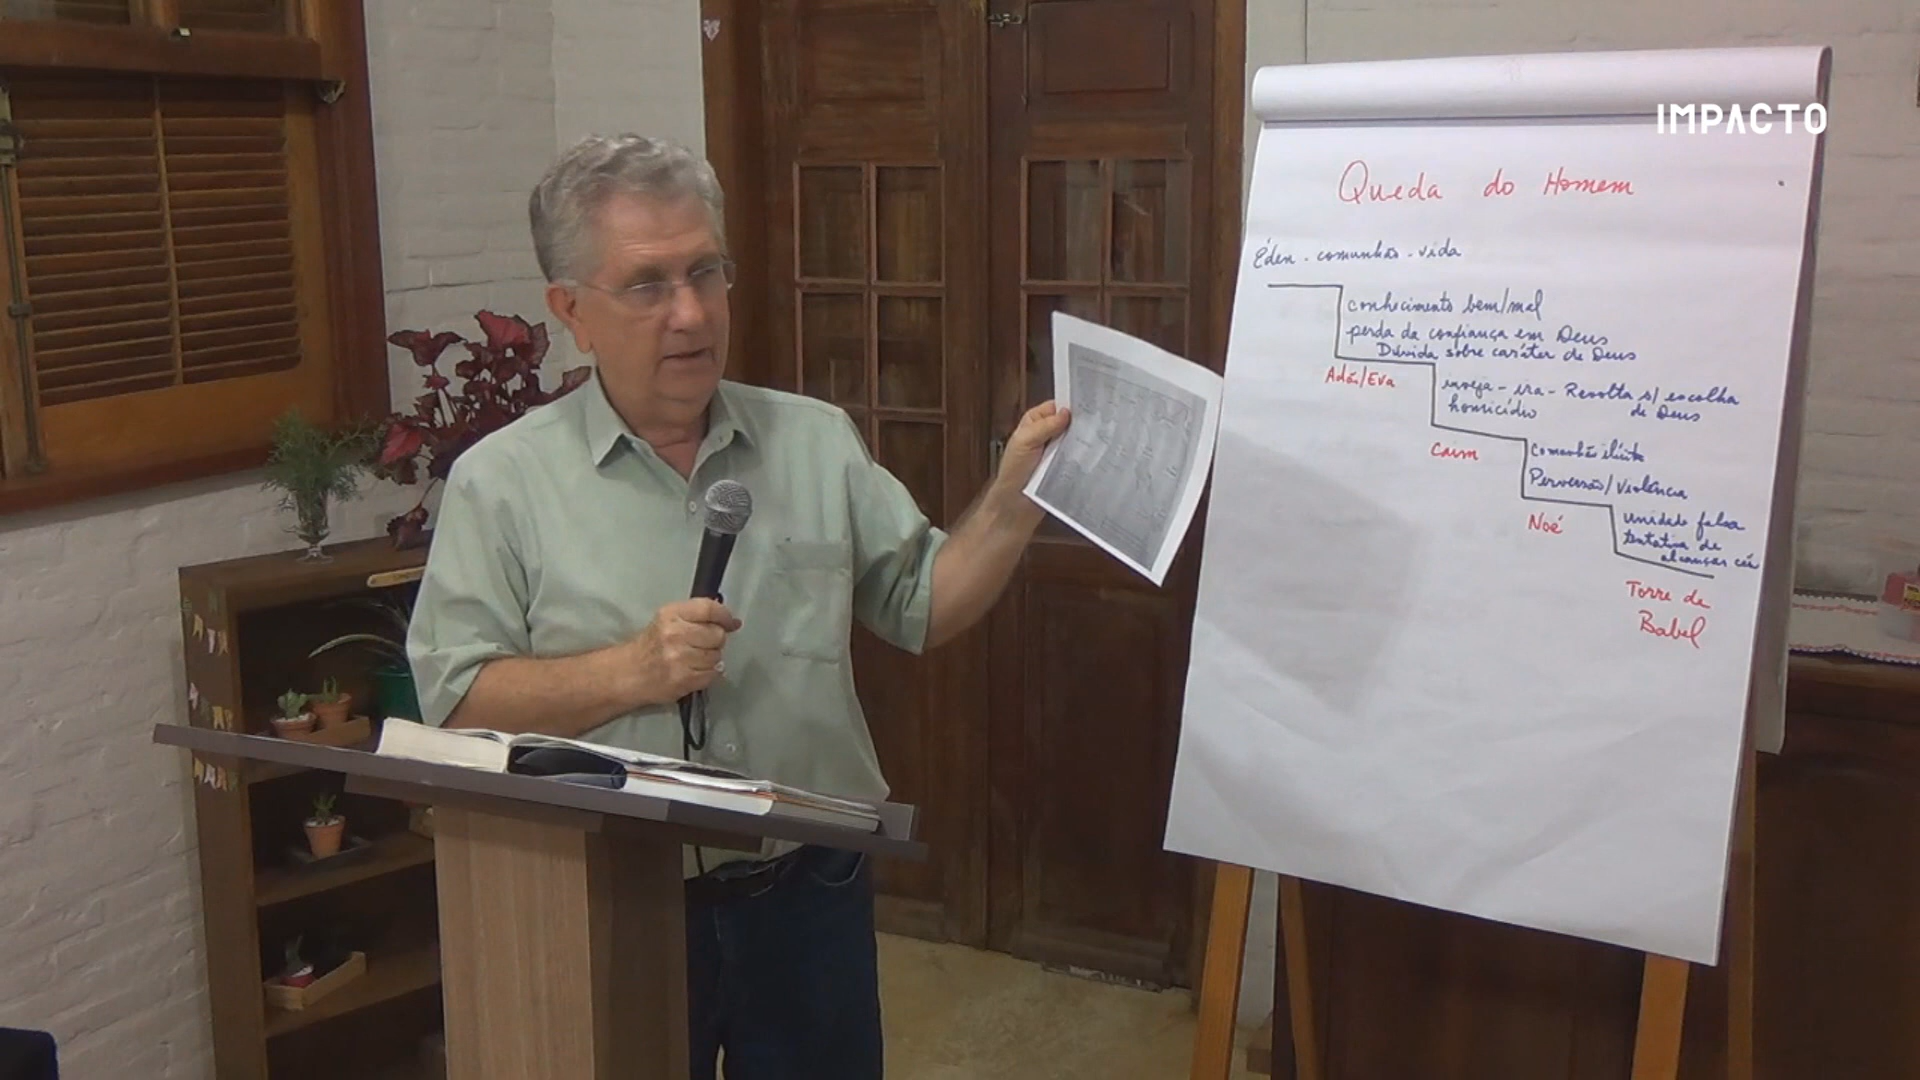 IMPACTO
Queda do Homem
Éden - comunhão - vida
conhecimento bem/mal
perda da confiança em Deus
Dúvida sobre caráter de Deus
Adão/Eva
inveja - ira - Revolta s/ escolha
homicídio de Deus
Caim
Comunhão ilícita
Perversão/Violência
Noé
Unidade falsa
tentativa de
alcançar céu
Torre de
Babel